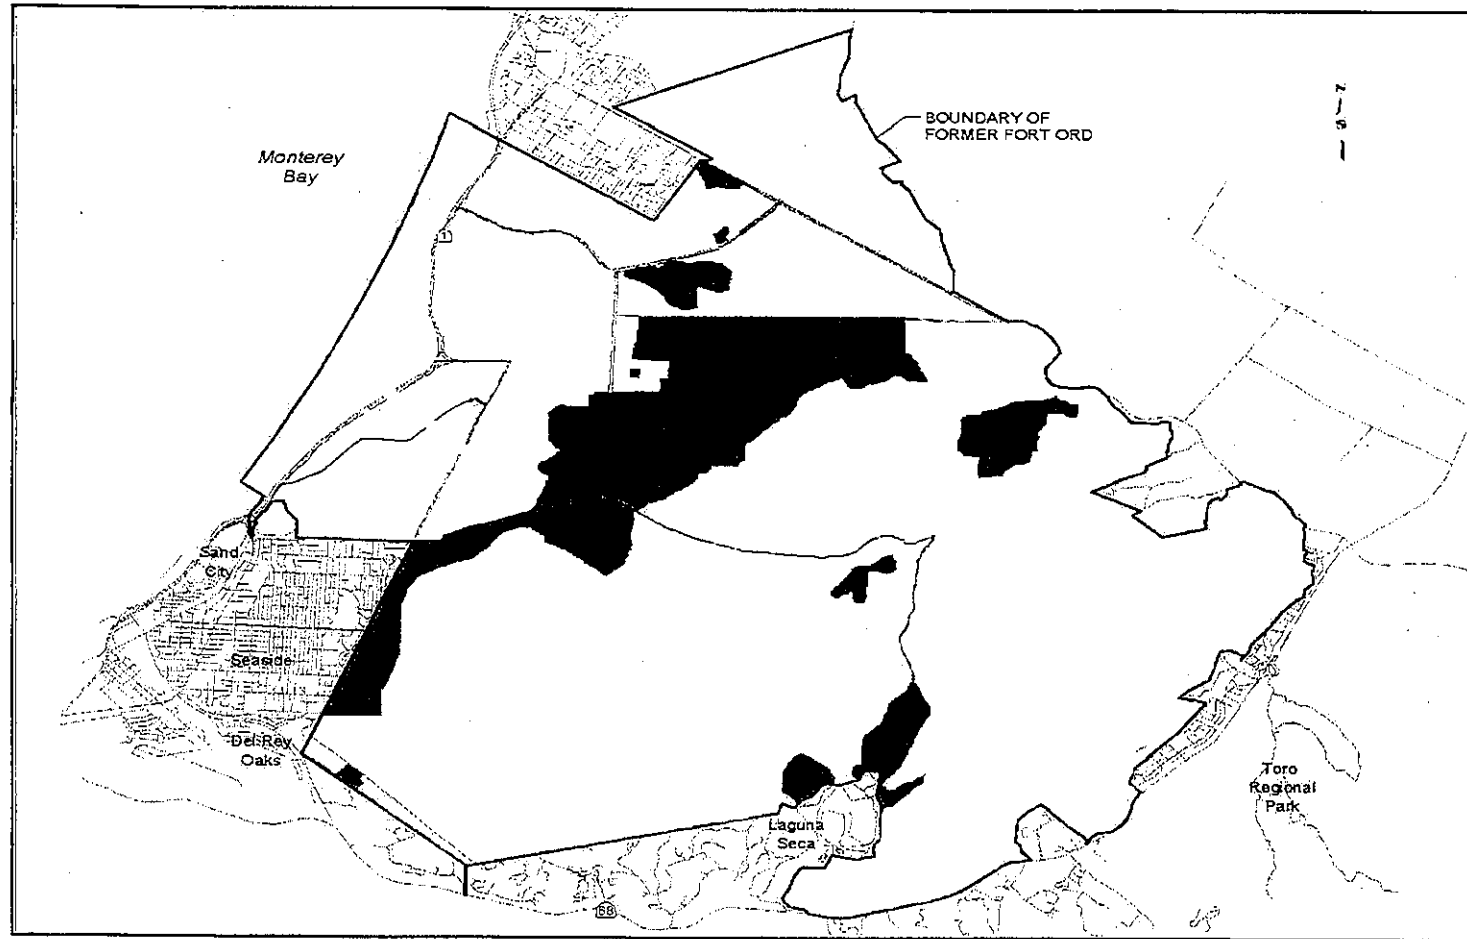 BOUNDARY OF
FORMER FORT ORD
Monterey
Bay
1
Sand
City
Seaside
Del Rey
Oaks
Laguna
Seca
Toro
Regional
Park
68